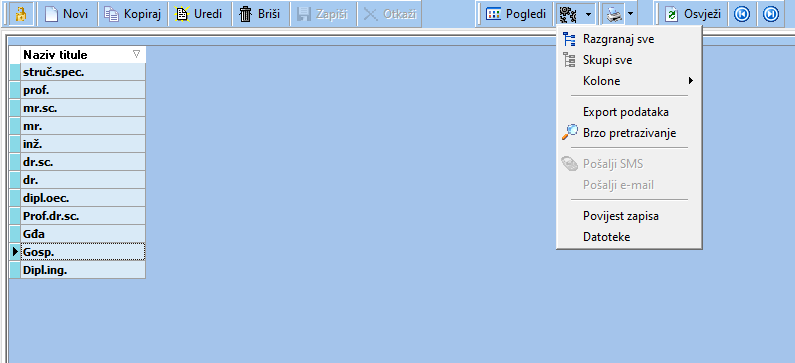 Novi Kopiraj Uredi Briši Zapiši Otkaži Pogledi Osvježi
Naziv titule
struč.spec.
prof.
mr.sc.
mr.
inž.
dr.sc.
dr.
dipl.oec.
Prof.dr.sc.
Gđa
Gosp.
Dipl.ing.
Razgranaj sve
Skupi sve
Kolone
Export podataka
Brzo pretrazivanje
Pošalji SMS
Pošalji e-mail
Povijest zapisa
Datoteke